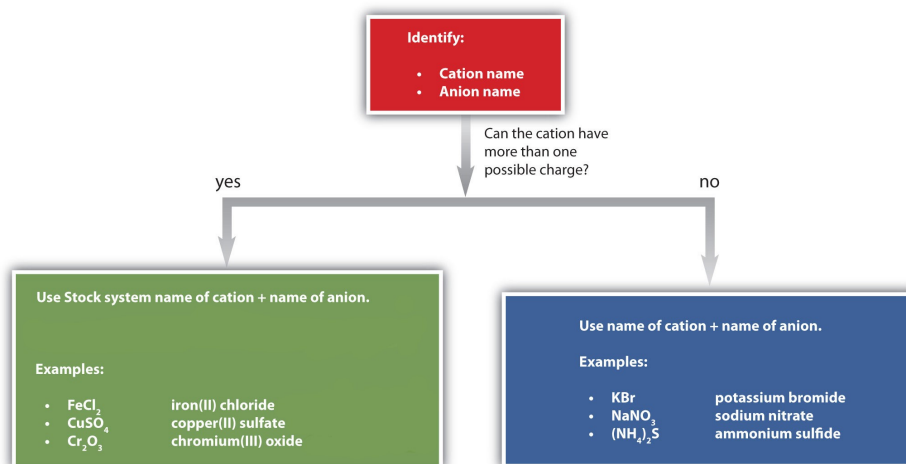 Identify:
• Cation name
• Anion name
Can the cation have
more than one
possible charge?
yes
no
Use Stock system name of cation + name of anion.
Examples:
• FeCl₂ iron(II) chloride
• CuSO₄ copper(II) sulfate
• Cr₂O₃ chromium(III) oxide
Use name of cation + name of anion.
Examples:
• KBr potassium bromide
• NaNO₃ sodium nitrate
• (NH₄)₂S ammonium sulfide